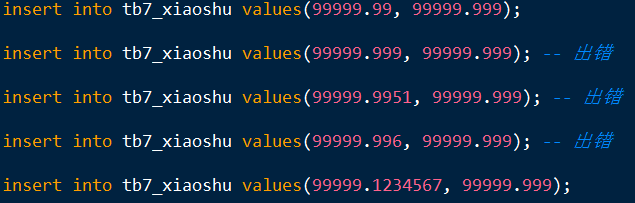 insert into tb7_xiaoshu values(99999.99, 99999.999);
insert into tb7_xiaoshu values(99999.999, 99999.999); -- 出错
insert into tb7_xiaoshu values(99999.9951, 99999.999); -- 出错
insert into tb7_xiaoshu values(99999.996, 99999.999); -- 出错
insert into tb7_xiaoshu values(99999.1234567, 99999.999);